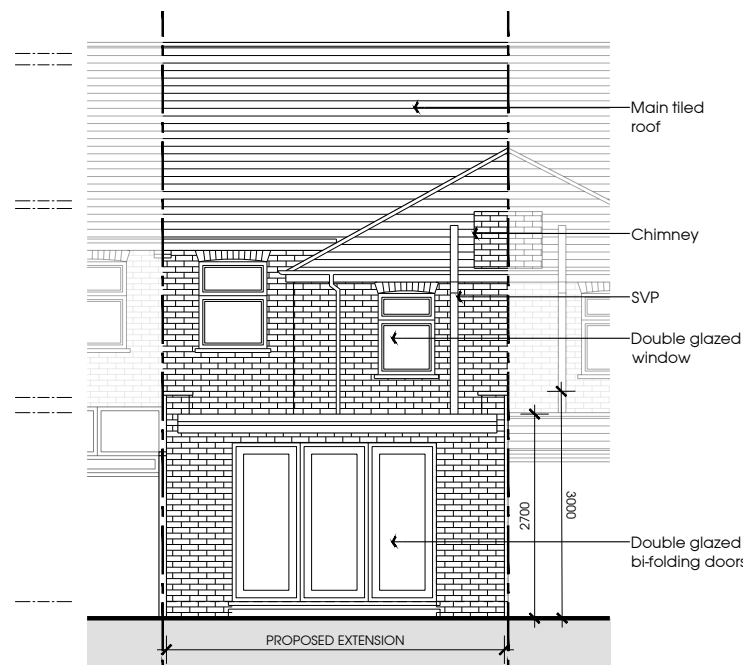 Main tiled
roof
Chimney
SVP
Double glazed
window
2700
3000
Double glazed
bi-folding doors
PROPOSED EXTENSION